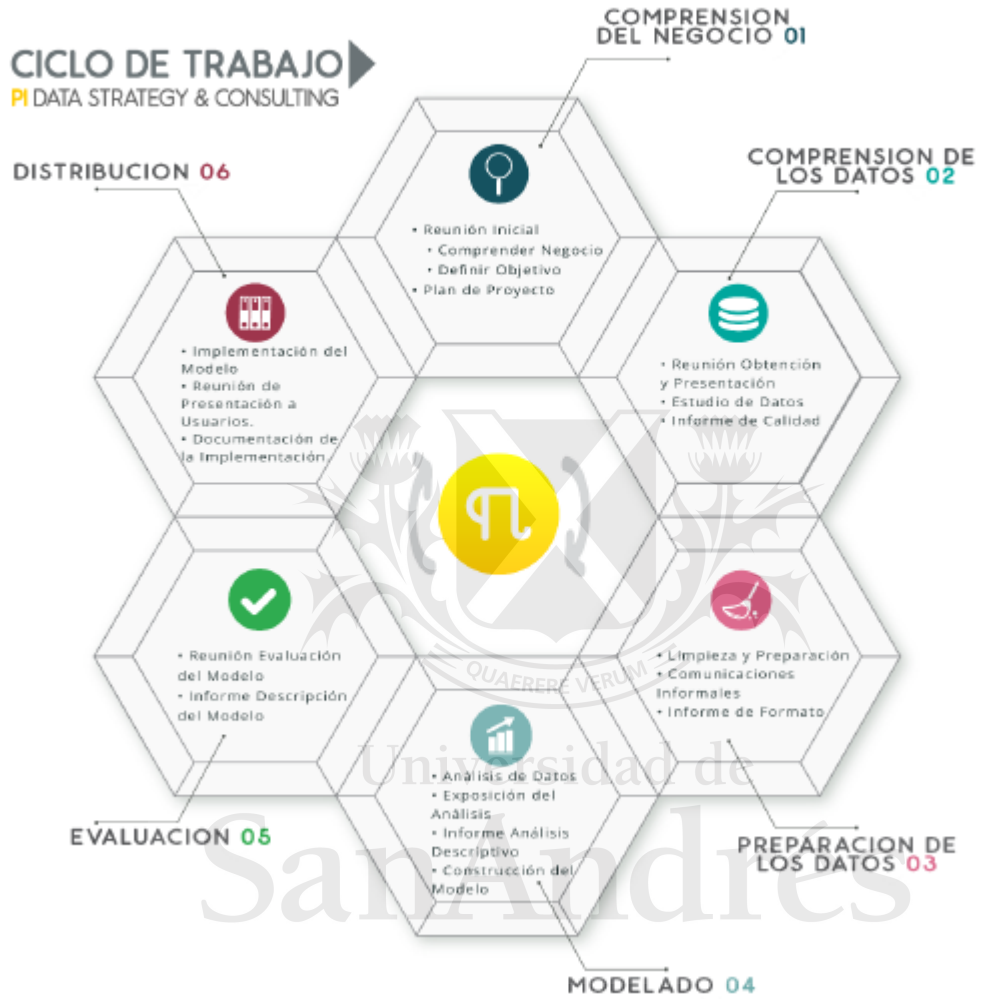 CICLO DE TRABAJO
PI DATA STRATEGY & CONSULTING
COMPRENSION
DEL NEGOCIO 01
• Reunión Inicial
• Comprender Negocio
• Definir Objetivo
• Plan de Proyecto
COMPRENSION DE
LOS DATOS 02
• Reunión Obtención
y Presentación
• Estudio de Datos
• Informe de Calidad
• Limpieza y Preparación
• Comunicaciones
Informales
• Informe de Formato
PREPARACION DE
LOS DATOS 03
• Análisis de Datos
• Exposición del
Análisis
• Informe Análisis
Descriptivo
• Construcción del
Modelo
MODELADO 04
• Reunión Evaluación
del Modelo
• Informe Descripción
del Modelo
EVALUACION 05
DISTRIBUCION 06
• Implementación del
Modelo
• Reunión de
Presentación a
Usuarios.
• Documentación de
la Implementación.
QUAERERE VERUM
Universidad de
SanAndrés